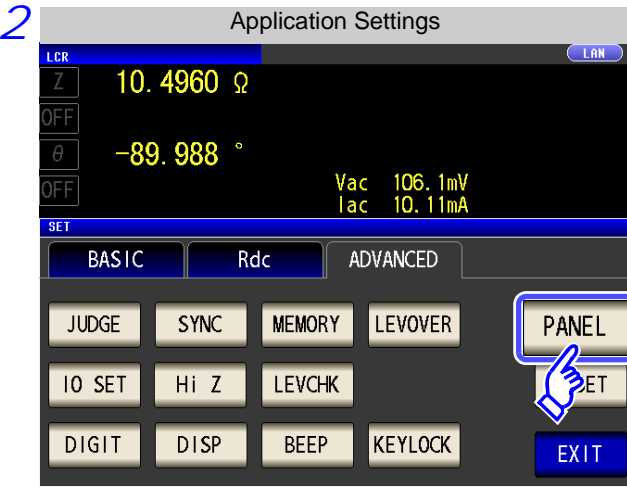 2
Application Settings
LCR LAN
Z 10.4960 Ω
OFF
θ -89.988 °
OFF
Vac 106.1mV
Iac 10.11mA
SET
BASIC Rdc ADVANCED
JUDGE SYNC MEMORY LEVOVER PANEL
IO SET Hi Z LEVCHK
DIGIT DISP BEEP KEYLOCK EXIT